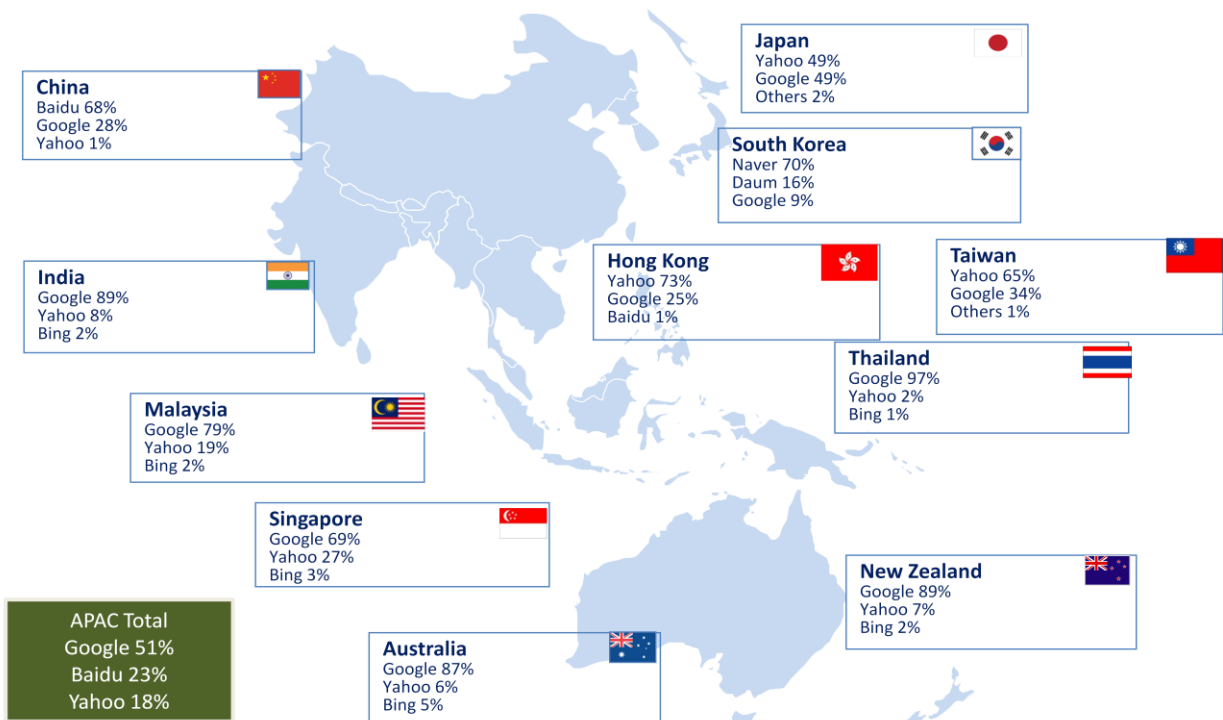 Japan
Yahoo 49%
Google 49%
Others 2%
China
Baidu 68%
Google 28%
Yahoo 1%
South Korea
Naver 70%
Daum 16%
Google 9%
Hong Kong
Yahoo 73%
Google 25%
Baidu 1%
Taiwan
Yahoo 65%
Google 34%
Others 1%
India
Google 89%
Yahoo 8%
Bing 2%
Thailand
Google 97%
Yahoo 2%
Bing 1%
Malaysia
Google 79%
Yahoo 19%
Bing 2%
Singapore
Google 69%
Yahoo 27%
Bing 3%
New Zealand
Google 89%
Yahoo 7%
Bing 2%
APAC Total
Google 51%
Baidu 23%
Yahoo 18%
Australia
Google 87%
Yahoo 6%
Bing 5%